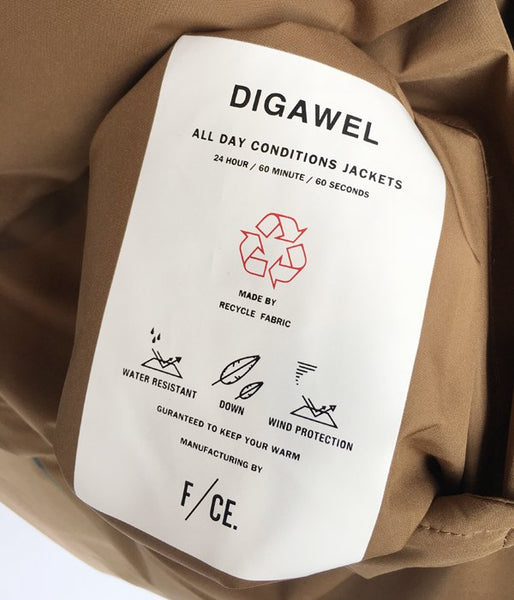 DIGAWEL
ALL DAY CONDITIONS JACKETS
24 HOUR / 60 MINUTE / 60 SECONDS
MADE BY
RECYCLE FABRIC
WATER RESISTANT
DOWN
WIND PROTECTION
GURANTEED TO KEEP YOUR WARM
MANUFACTURING BY
F/CE.